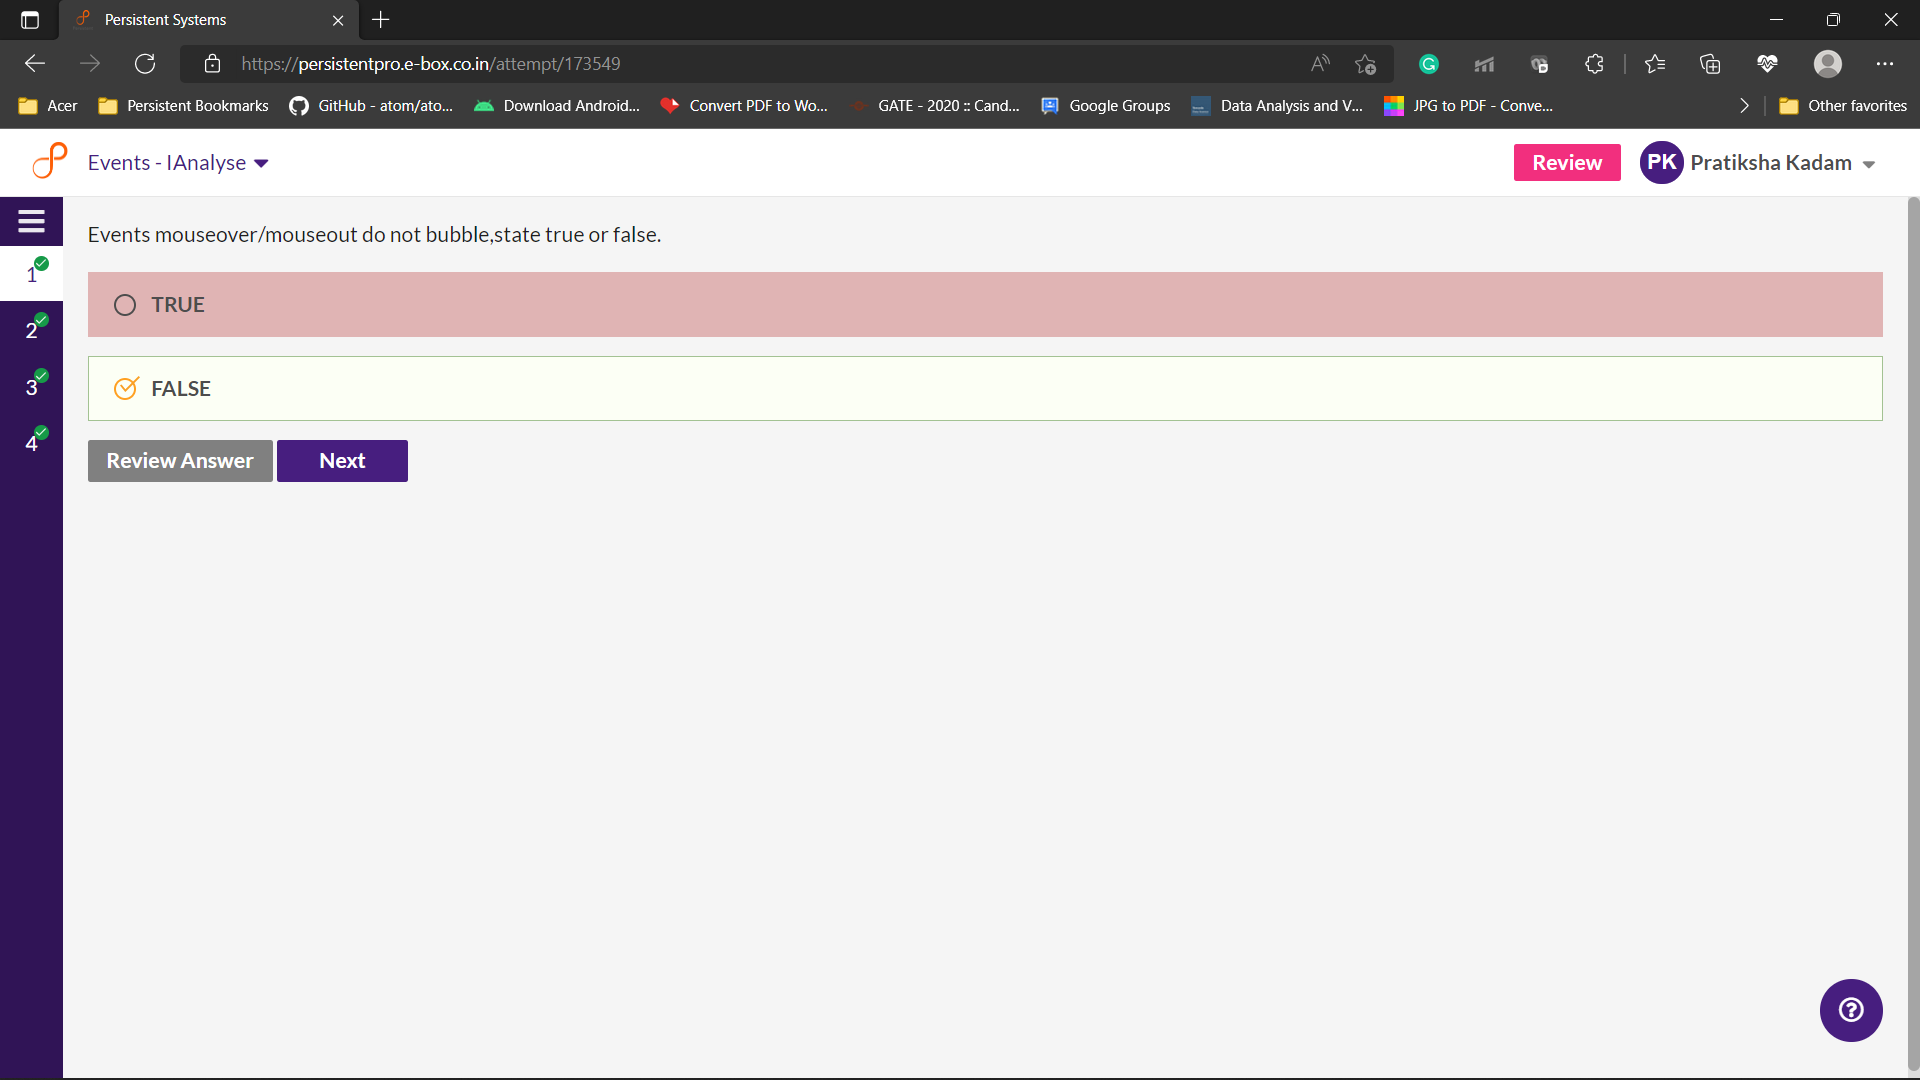 Persistent Systems
https://persistentpro.e-box.co.in/attempt/173549
Acer
Persistent Bookmarks
GitHub - atom/ato...
Download Android...
Convert PDF to Wo...
GATE - 2020 :: Cand...
Google Groups
Data Analysis and V...
JPG to PDF - Conve...
Other favorites
Events - IAnalyse
Review
PK
Pratiksha Kadam
1
Events mouseover/mouseout do not bubble,state true or false.
TRUE
2
3
FALSE
4
Review Answer
Next